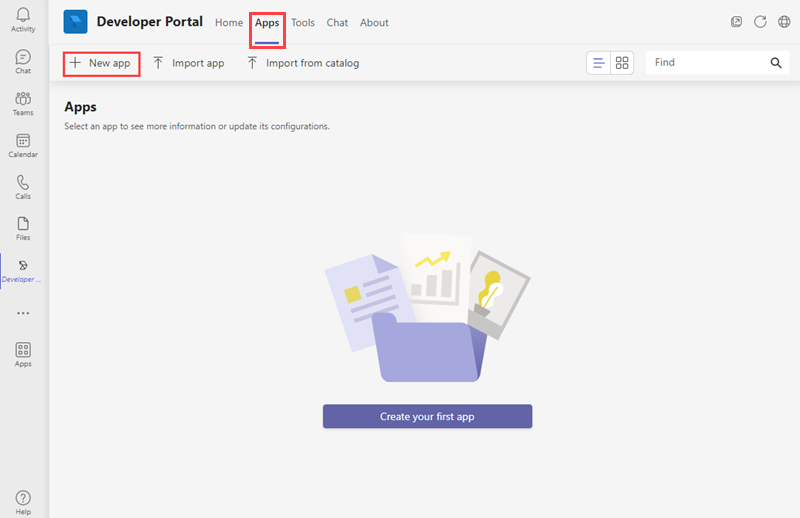 Activity
Chat
Teams
Calendar
Calls
Files
Developer ...
Apps
Help
Developer Portal Home Apps Tools Chat About
New app Import app Import from catalog Find
Apps
Select an app to see more information or update its configurations.
Create your first app